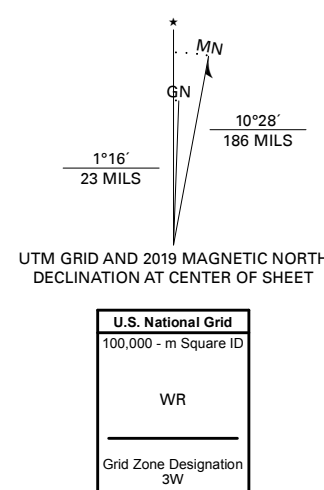 ★
MN
GN
10°28´
186 MILS
1°16´
23 MILS
UTM GRID AND 2019 MAGNETIC NORTH
DECLINATION AT CENTER OF SHEET
U.S. National Grid
100,000 - m Square ID
WR
Grid Zone Designation
3W